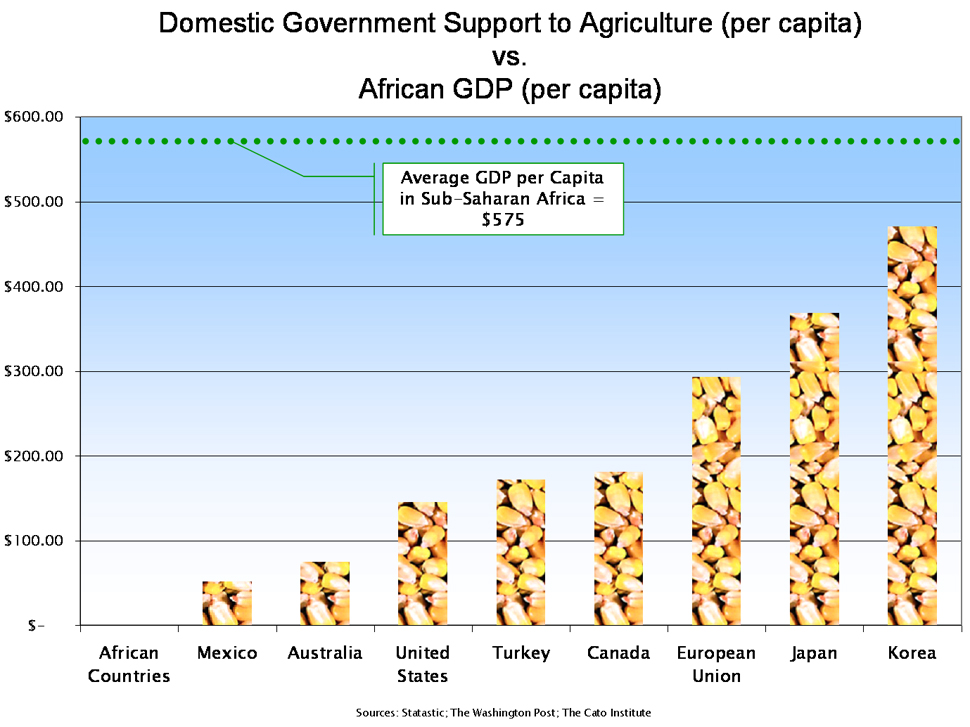 Domestic Government Support to Agriculture (per capita)
vs.
African GDP (per capita)
$600.00
Average GDP per Capita
in Sub-Saharan Africa =
$575
$500.00
$400.00
$300.00
$200.00
$100.00
$-
African
Countries
Mexico
Australia
United
States
Turkey
Canada
European
Union
Japan
Korea
Sources: Statastic; The Washington Post; The Cato Institute